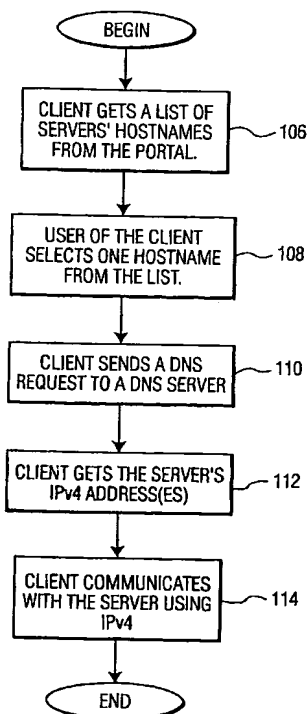 BEGIN
CLIENT GETS A LIST OF
SERVERS' HOSTNAMES
FROM THE PORTAL.
106
USER OF THE CLIENT
SELECTS ONE HOSTNAME
FROM THE LIST.
108
CLIENT SENDS A DNS
REQUEST TO A DNS SERVER
110
CLIENT GETS THE SERVER'S
IPv4 ADDRESS(ES)
112
CLIENT COMMUNICATES
WITH THE SERVER USING
IPv4
114
END